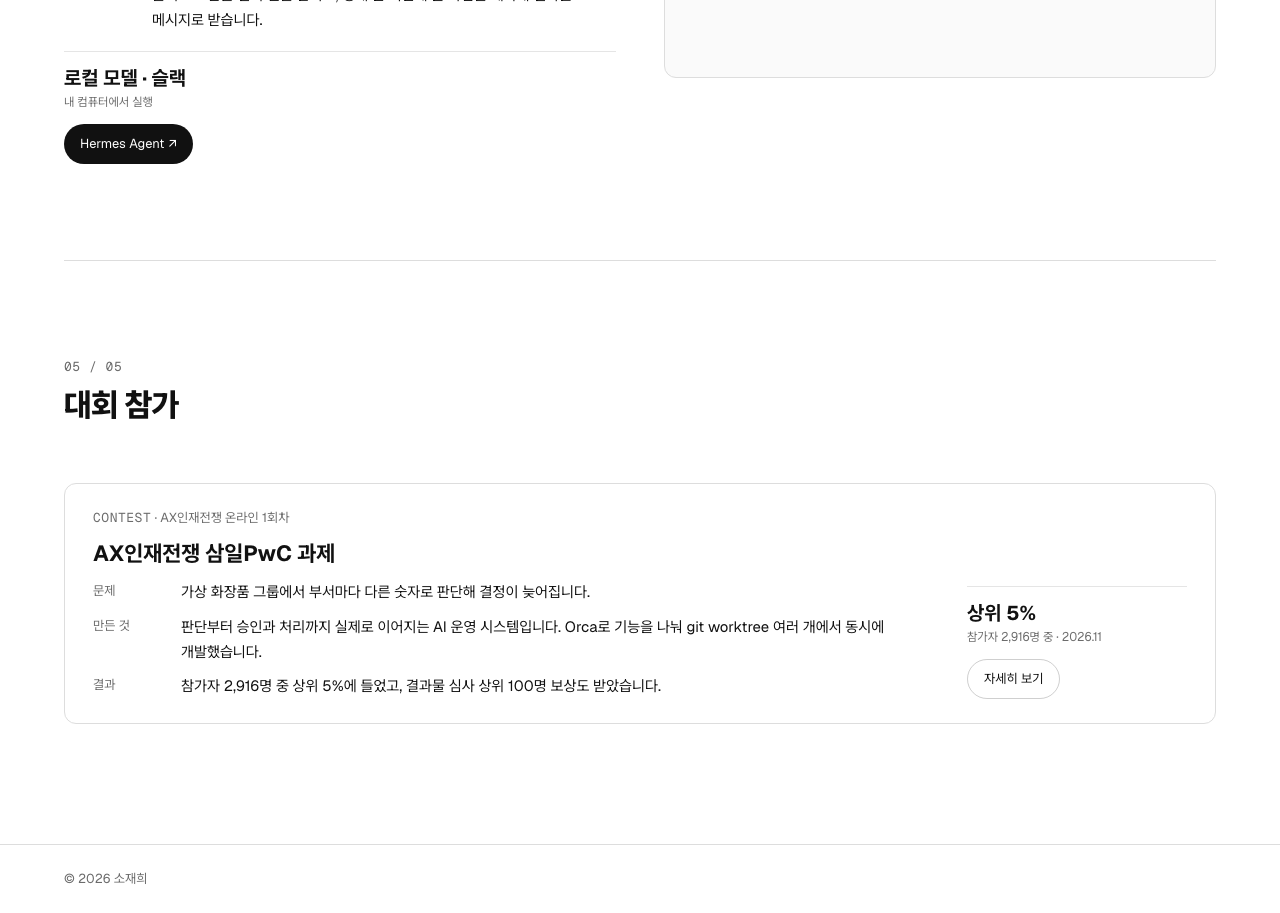 메시지로 받습니다.
로컬 모델 · 슬랙
내 컴퓨터에서 실행
Hermes Agent ↗
05 / 05
대회 참가
CONTEST · AX인재전쟁 온라인 1회차
AX인재전쟁 삼일PwC 과제
문제 가상 화장품 그룹에서 부서마다 다른 숫자로 판단해 결정이 늦어집니다.
만든 것 판단부터 승인과 처리까지 실제로 이어지는 AI 운영 시스템입니다. Orca로 기능을 나눠 git worktree 여러 개에서 동시에
개발했습니다.
결과 참가자 2,916명 중 상위 5%에 들었고, 결과물 심사 상위 100명 보상도 받았습니다.
상위 5%
참가자 2,916명 중 · 2026.11
자세히 보기
© 2026 소재희